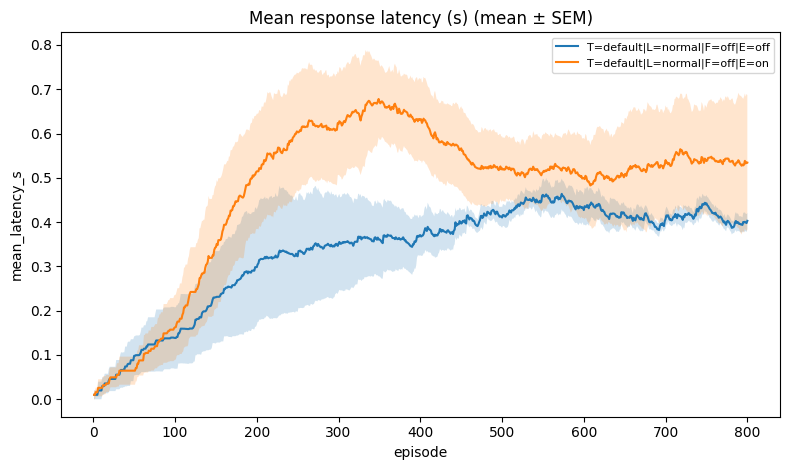 Mean response latency (s) (mean ± SEM)
T=default|L=normal|F=off|E=off
T=default|L=normal|F=off|E=on
mean_latency_s
0.8
0.7
0.6
0.5
0.4
0.3
0.2
0.1
0.0
0 100 200 300 400 500 600 700 800
episode